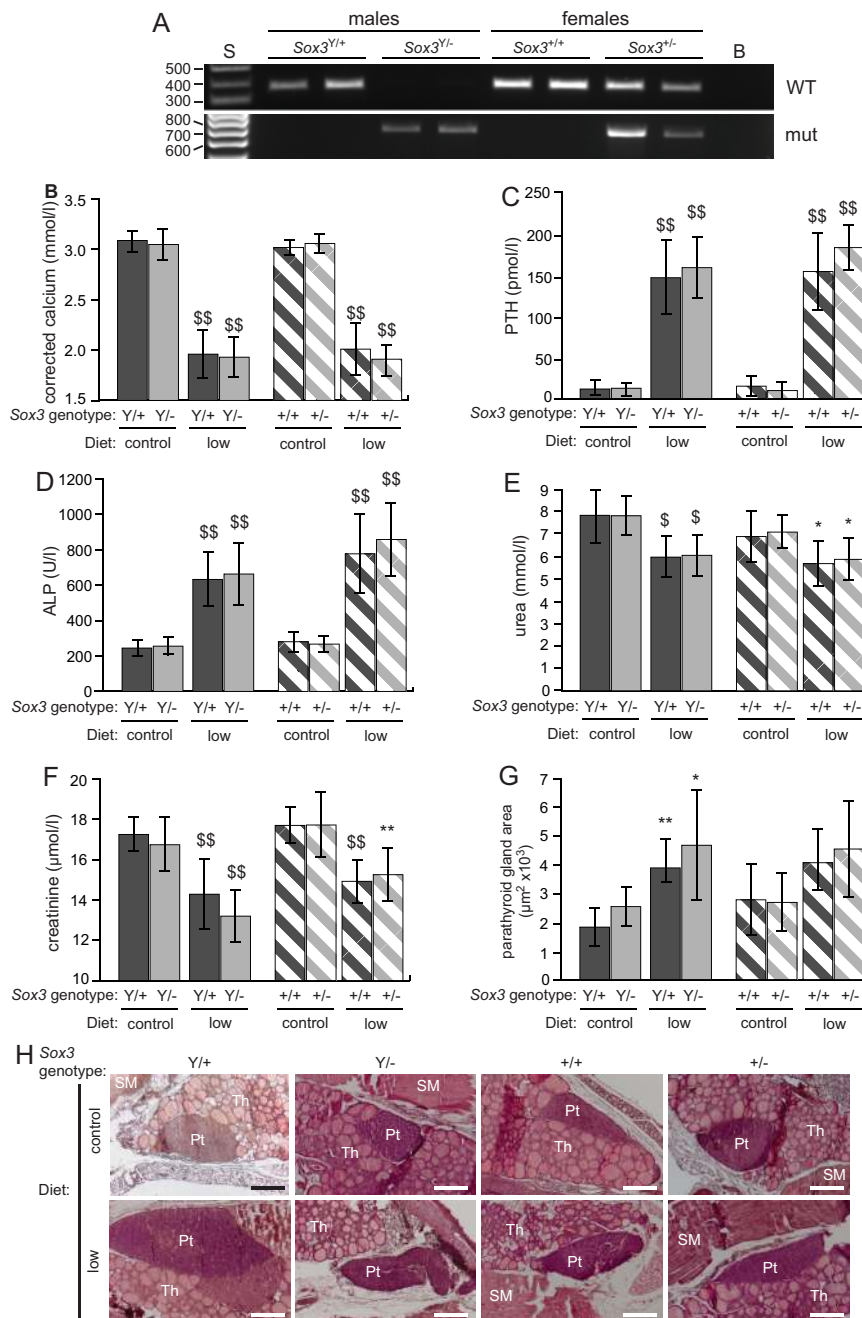 A
males
females
S
Sox3Y/+
Sox3Y/-
Sox3+/+
Sox3+/-
B
500
400
300
WT
800
700
600
mut
B
corrected calcium (mmol/l)
3.5
3.0
2.5
2.0
1.5
$$ $$ $$ $$
Sox3 genotype: Y/+ Y/- Y/+ Y/- +/+ +/- +/+ +/-
Diet: control low control low
C
PTH (pmol/l)
250
200
150
100
50
0
$$ $$ $$ $$
Y/+ Y/- Y/+ Y/- +/+ +/- +/+ +/-
control low control low
D
ALP (U/l)
1200
1000
800
600
400
200
0
$$ $$ $$ $$
Sox3 genotype: Y/+ Y/- Y/+ Y/- +/+ +/- +/+ +/-
Diet: control low control low
E
urea (mmol/l)
9
8
7
6
5
4
3
2
1
0
$ $ * *
Sox3 genotype: Y/+ Y/- Y/+ Y/- +/+ +/- +/+ +/-
Diet: control low control low
F
creatinine (µmol/l)
20
18
16
14
12
10
$$ $$ $$ **
Sox3 genotype: Y/+ Y/- Y/+ Y/- +/+ +/- +/+ +/-
Diet: control low control low
G
parathyroid gland area
(µm² x10³)
7
6
5
4
3
2
1
0
** *
Sox3 genotype: Y/+ Y/- Y/+ Y/- +/+ +/- +/+ +/-
Diet: control low control low
H
Sox3
genotype:
Y/+ Y/- +/+ +/-
Diet:
control
SM Th Pt
Pt Th
SM Pt Th
Th Pt SM
low
Pt Th
Th Pt
Th Pt SM
SM Pt Th